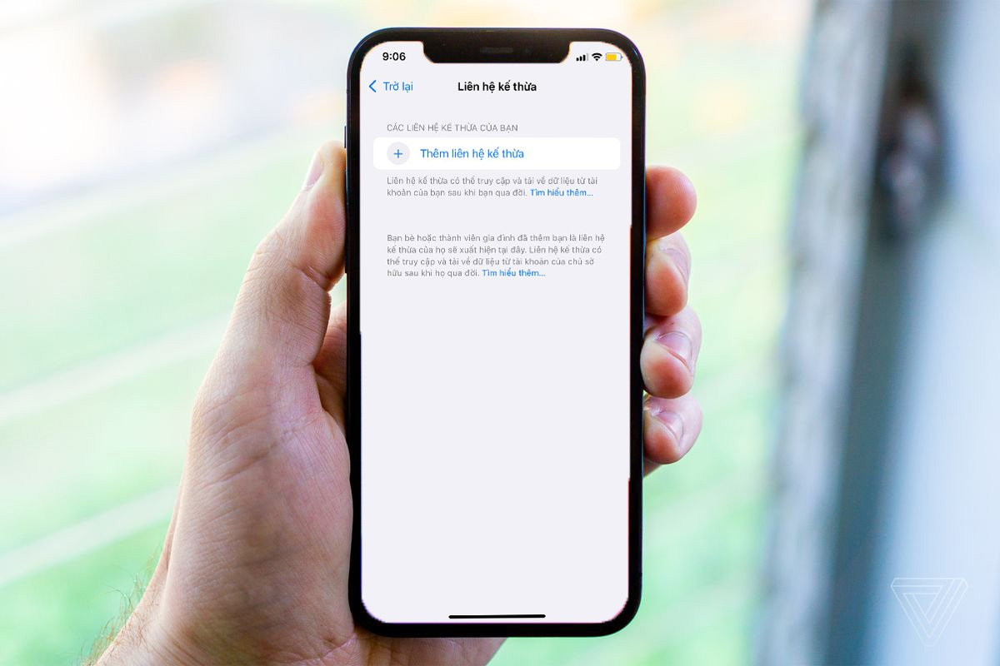 9:06
Trở lại
Liên hệ kế thừa
CÁC LIÊN HỆ KẾ THỪA CỦA BẠN
Thêm liên hệ kế thừa
Liên hệ kế thừa có thể truy cập và tải về dữ liệu từ tài
khoản của bạn sau khi bạn qua đời. Tìm hiểu thêm...
Bạn bè hoặc thành viên gia đình đã thêm bạn là liên hệ
kế thừa của họ sẽ xuất hiện tại đây. Liên hệ kế thừa có
thể truy cập và tải về dữ liệu từ tài khoản của chủ sở
hữu sau khi họ qua đời. Tìm hiểu thêm...